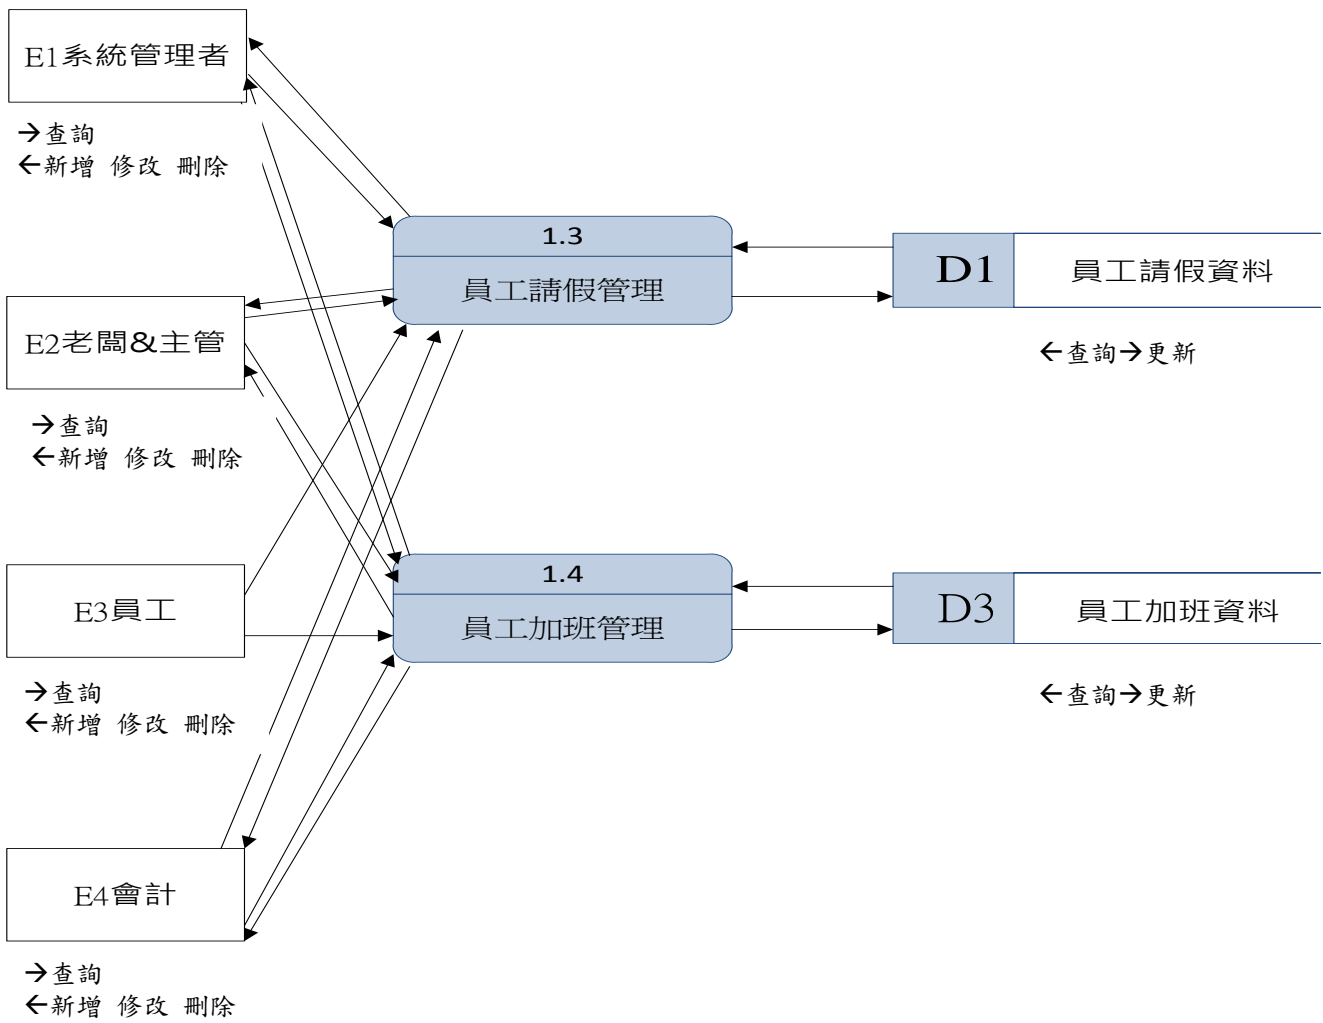 E1系統管理者
→查詢
←新增 修改 刪除
1.3
員工請假管理
D1
員工請假資料
←查詢→更新
E2老闆&主管
→查詢
←新增 修改 刪除
1.4
員工加班管理
D3
員工加班資料
←查詢→更新
E3員工
→查詢
←新增 修改 刪除
E4會計
→查詢
←新增 修改 刪除